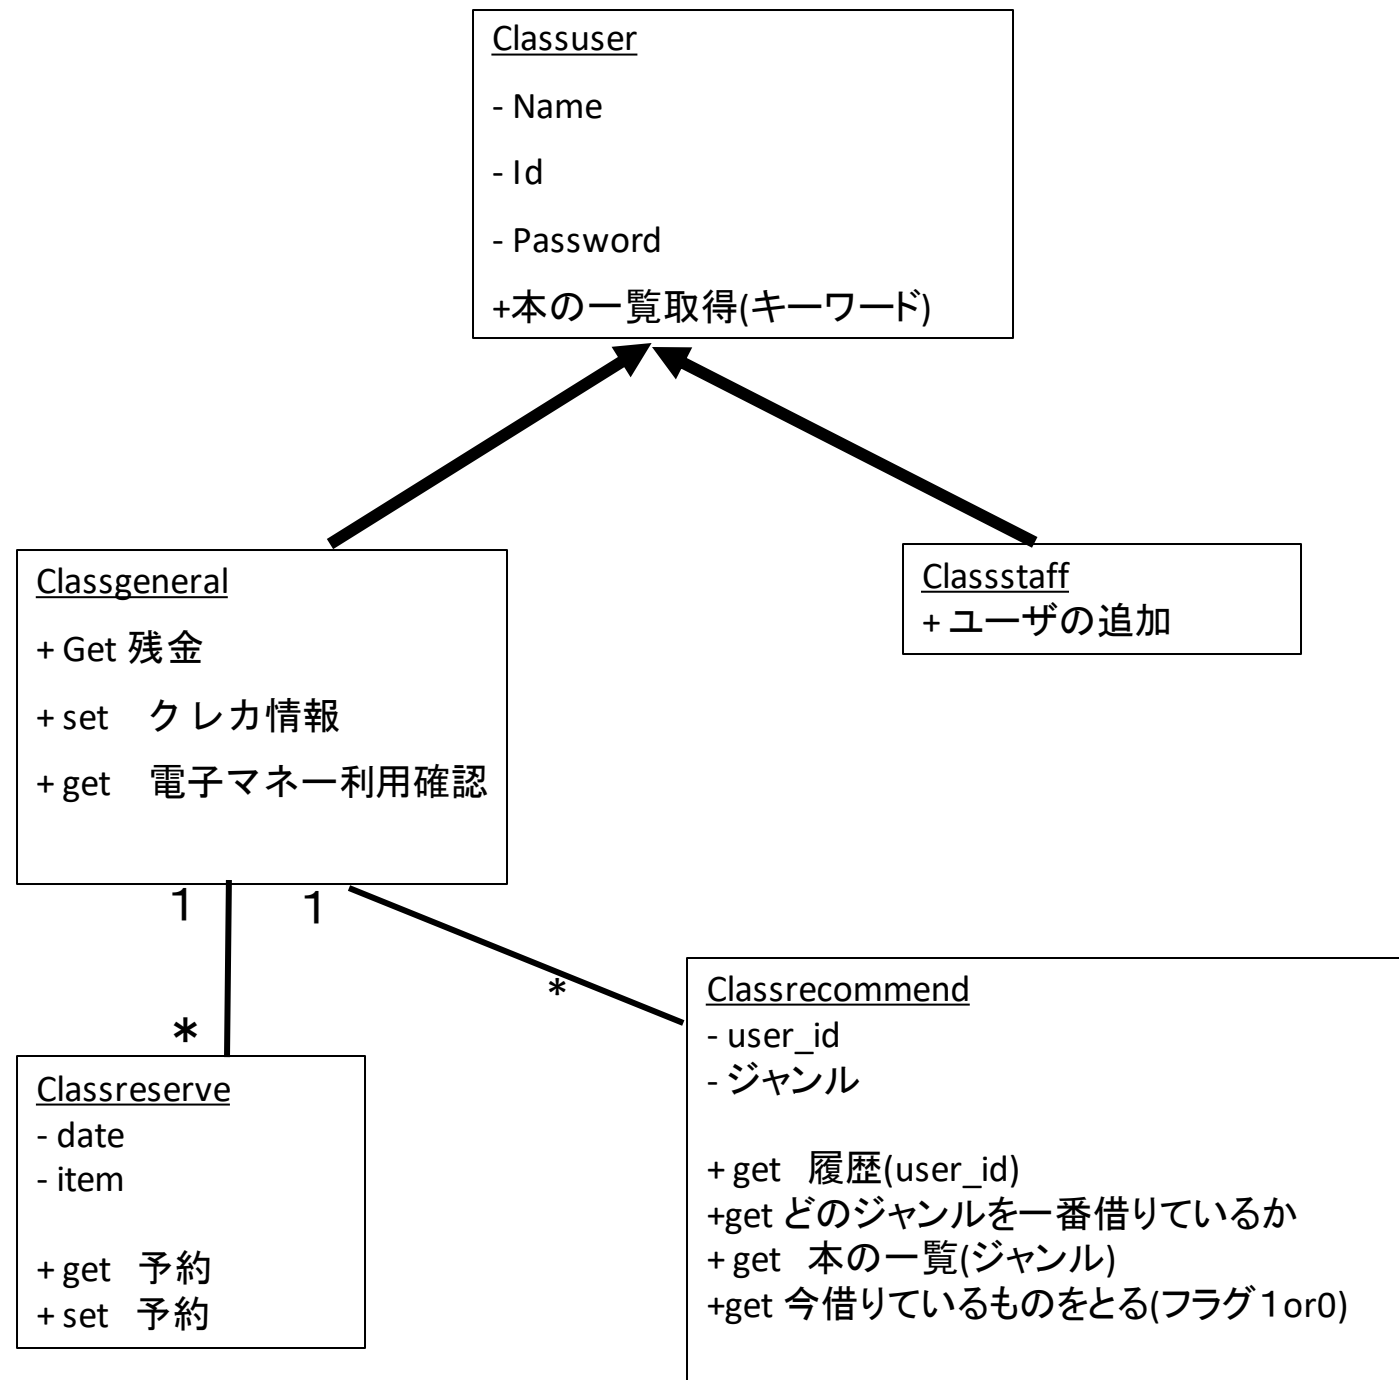 Classuser
- Name
- Id
- Password
+本の一覧取得(キーワード)
Classgeneral
+ Get 残金
+ set　クレカ情報
+ get　電子マネー利用確認
Classstaff
+ ユーザの追加
1
1
*
*
Classreserve
- date
- item
+ get　予約
+ set　予約
Classrecommend
- user_id
- ジャンル
+ get　履歴(user_id)
+get どのジャンルを一番借りているか
+ get　本の一覧(ジャンル)
+get 今借りているものをとる(フラグ１or0)